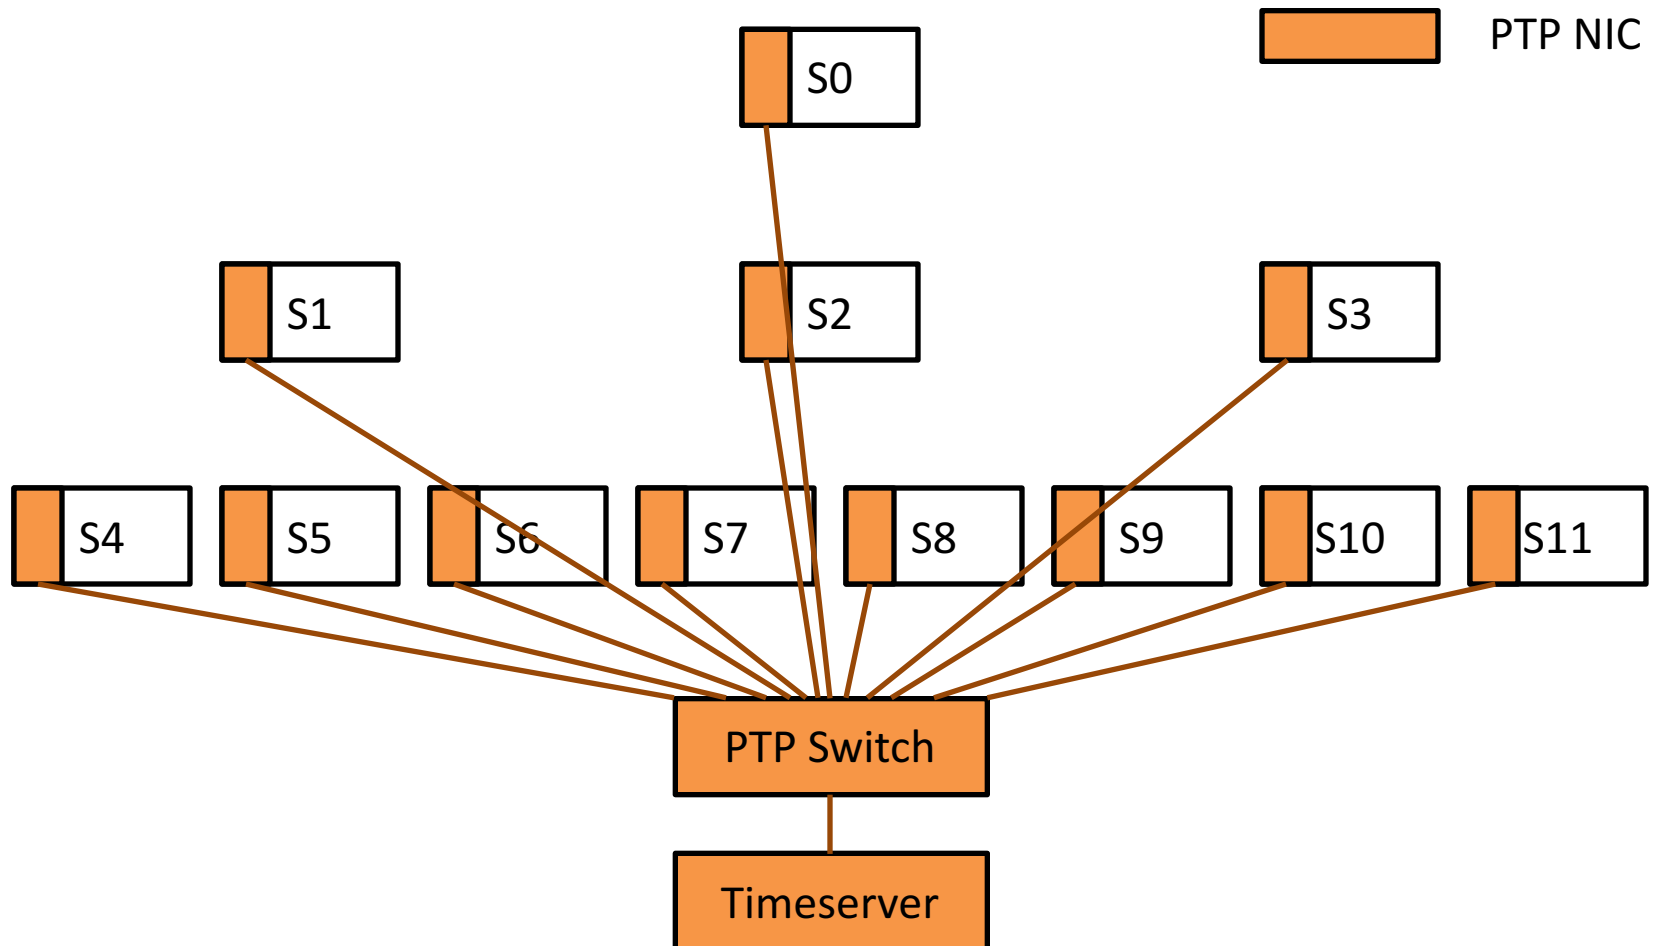 PTP NIC
S0
S1
S2
S3
S4
S5
S6
S7
S8
S9
S10
S11
PTP Switch
Timeserver